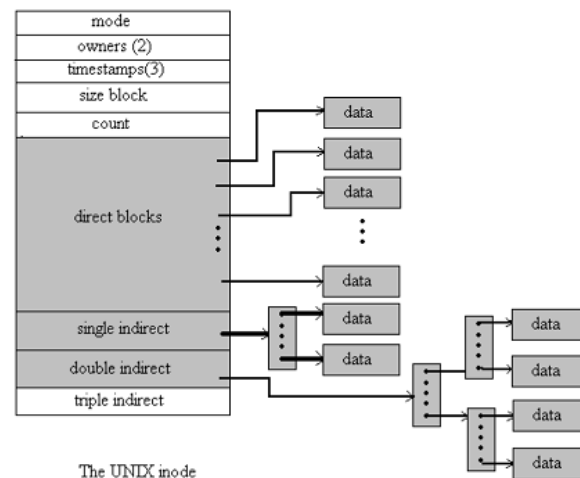 mode
owners (2)
timestamps(3)
size block
count
direct blocks
single indirect
double indirect
triple indirect
data
data
data
data
data
data
data
data
data
data
The UNIX inode